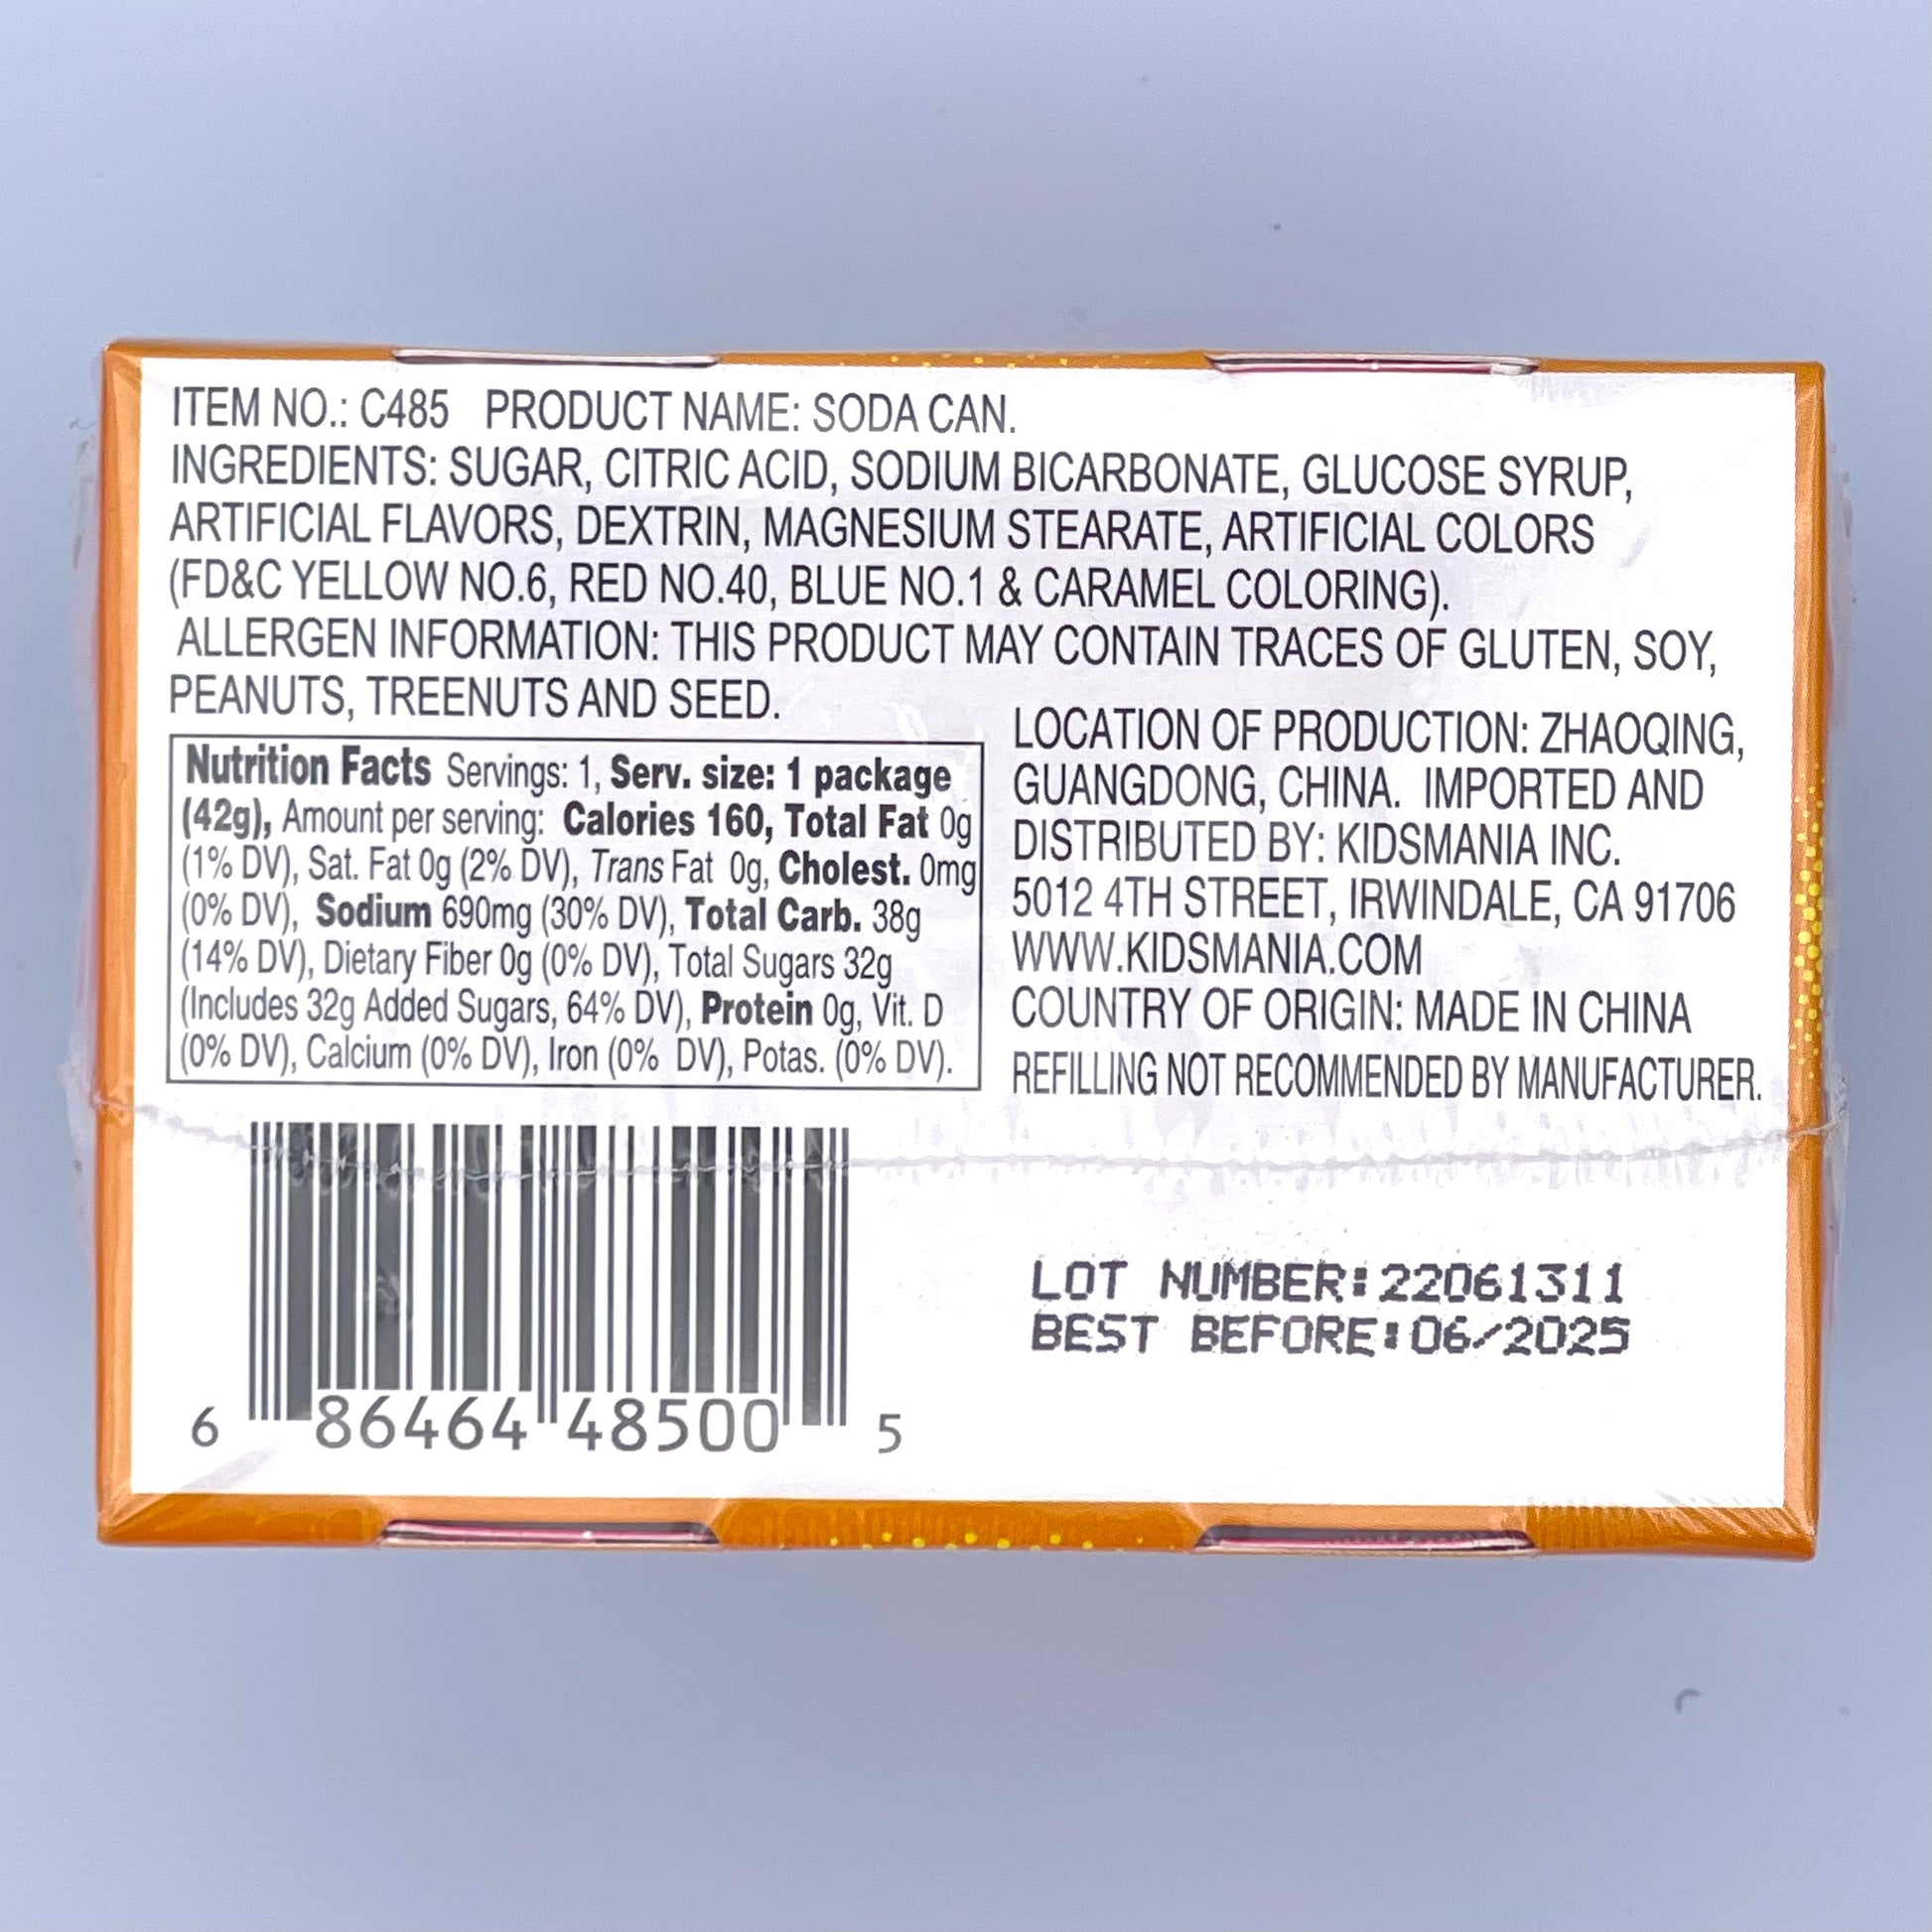 ITEM NO.: C485 PRODUCT NAME: SODA CAN.
INGREDIENTS: SUGAR, CITRIC ACID, SODIUM BICARBONATE, GLUCOSE SYRUP,
ARTIFICIAL FLAVORS, DEXTRIN, MAGNESIUM STEARATE, ARTIFICIAL COLORS
(FD&C YELLOW NO.6, RED NO.40, BLUE NO.1 & CARAMEL COLORING).
ALLERGEN INFORMATION: THIS PRODUCT MAY CONTAIN TRACES OF GLUTEN, SOY,
PEANUTS, TREENUTS AND SEED.
Nutrition Facts Servings: 1, Serv. size: 1 package
(42g), Amount per serving: Calories 160, Total Fat 0g
(1% DV), Sat. Fat 0g (2% DV), Trans Fat 0g, Cholest. 0mg
(0% DV), Sodium 690mg (30% DV), Total Carb. 38g
(14% DV), Dietary Fiber 0g (0% DV), Total Sugars 32g
(Includes 32g Added Sugars, 64% DV), Protein 0g, Vit. D
(0% DV), Calcium (0% DV), Iron (0% DV), Potas. (0% DV).
LOCATION OF PRODUCTION: ZHAOQING,
GUANGDONG, CHINA. IMPORTED AND
DISTRIBUTED BY: KIDSMANIA INC.
5012 4TH STREET, IRWINDALE, CA 91706
WWW.KIDSMANIA.COM
COUNTRY OF ORIGIN: MADE IN CHINA
REFILLING NOT RECOMMENDED BY MANUFACTURER.
6 86464 48500 5
LOT NUMBER:22061311
BEST BEFORE:06/2025